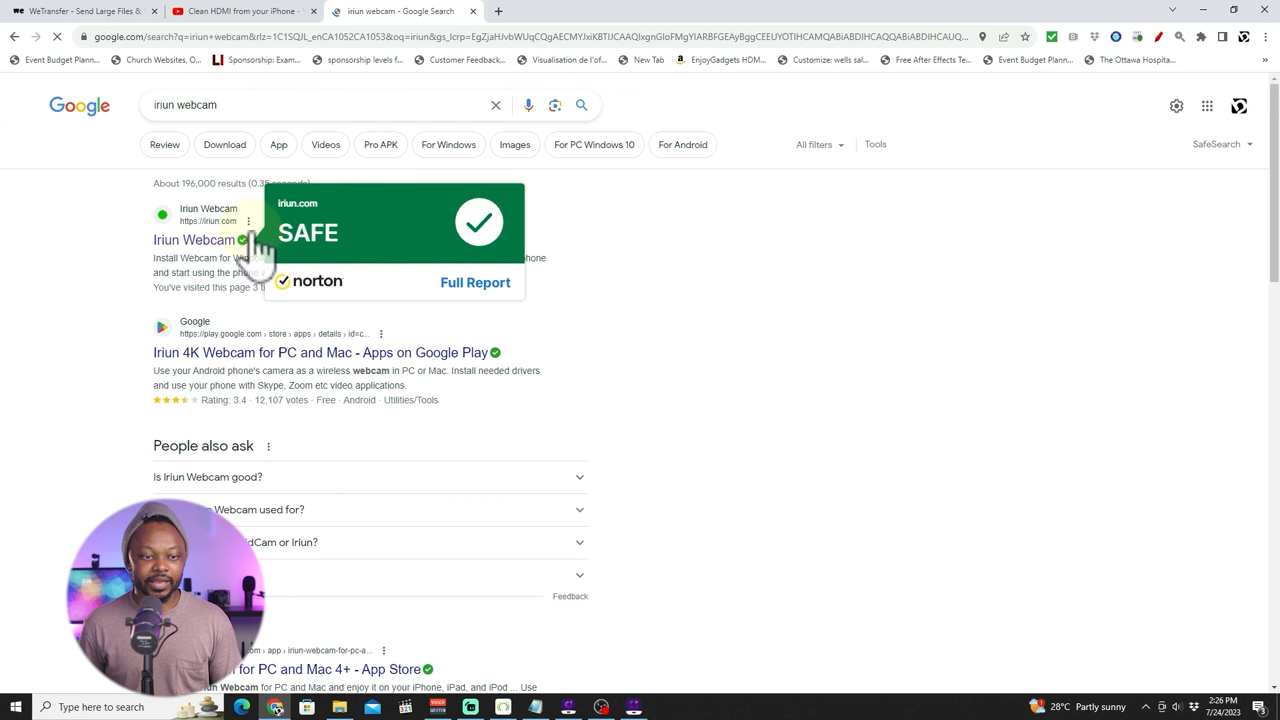 WeTransfer - Send Large Files &
Clean HDMI from your iPhone -
iriun webcam - Google Search
google.com/search?q=iriun+webcam&rlz=1C1SQJL_enCA1052CA1053&oq=iriun&gs_lcrp=EgZjaHJvbWUqCQgAECMYJxiKBTIJCAAQIxgnGIoFMgYIARBFGEAyBggCEEUYOTIHCAMQABiABDIHCAQQABiABDIHCAUQ...
Event Budget Plann...
Church Websites, O...
Sponsorship: Exam...
sponsorship levels f...
Customer Feedback...
Visualisation de l'of...
New Tab
EnjoyGadgets HDM...
Customize: wells sal...
Free After Effects Te...
Event Budget Plann...
The Ottawa Hospita...
Google
iriun webcam
Review
Download
App
Videos
Pro APK
For Windows
Images
For PC Windows 10
For Android
All filters
Tools
SafeSearch
About 196,000 results (0.35 seconds)
Iriun Webcam
https://iriun.com
Iriun Webcam
Install Webcam for Windo
phone
and start using the phone w
You've visited this page 3 ti
iriun.com
SAFE
norton
Full Report
Google
https://play.google.com › store › apps › details › id=c...
Iriun 4K Webcam for PC and Mac - Apps on Google Play
Use your Android phone's camera as a wireless webcam in PC or Mac. Install needed drivers
and use your phone with Skype, Zoom etc video applications.
Rating: 3.4 · 12,107 votes · Free · Android · Utilities/Tools
People also ask
Is Iriun Webcam good?
Webcam used for?
dCam or Iriun?
Feedback
om › app › iriun-webcam-for-pc-a...
for PC and Mac 4+ - App Store
Webcam for PC and Mac and enjoy it on your iPhone, iPad, and iPod ... Use
Type here to search
28°C Partly sunny
2:26 PM
7/24/2023